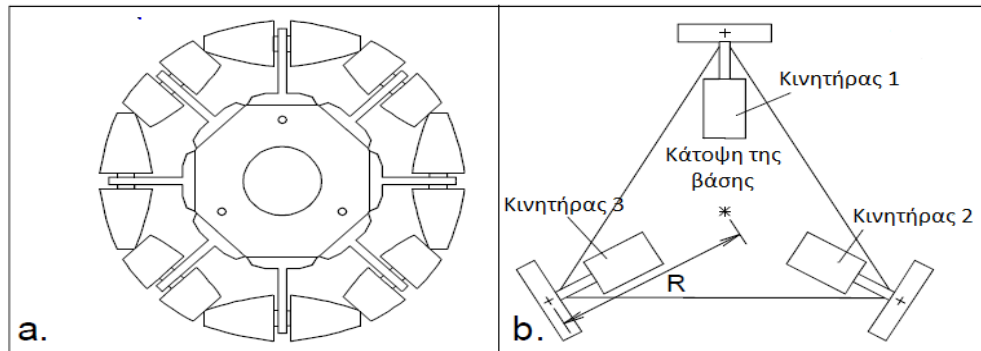 Κινητήρας 1
Κάτοψη της
βάσης
Κινητήρας 3
Κινητήρας 2
R
a.
b.